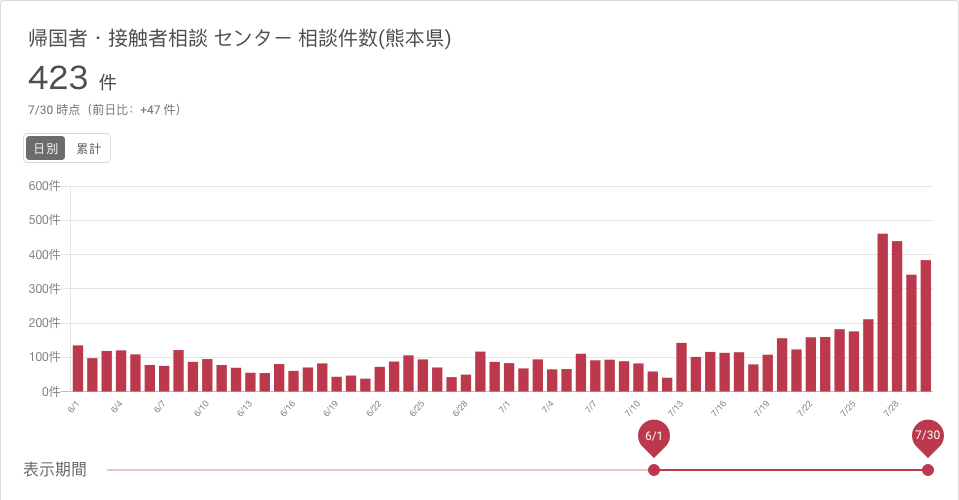 帰国者・接触者相談 センター 相談件数(熊本県)
423 件
7/30 時点（前日比： +47 件）
日別 累計
600件
500件
400件
300件
200件
100件
0件
6/1 6/4 6/7 6/10 6/13 6/16 6/19 6/22 6/25 6/28 7/1 7/4 7/7 7/10 7/13 7/16 7/19 7/22 7/25 7/28
6/1 7/30
表示期間